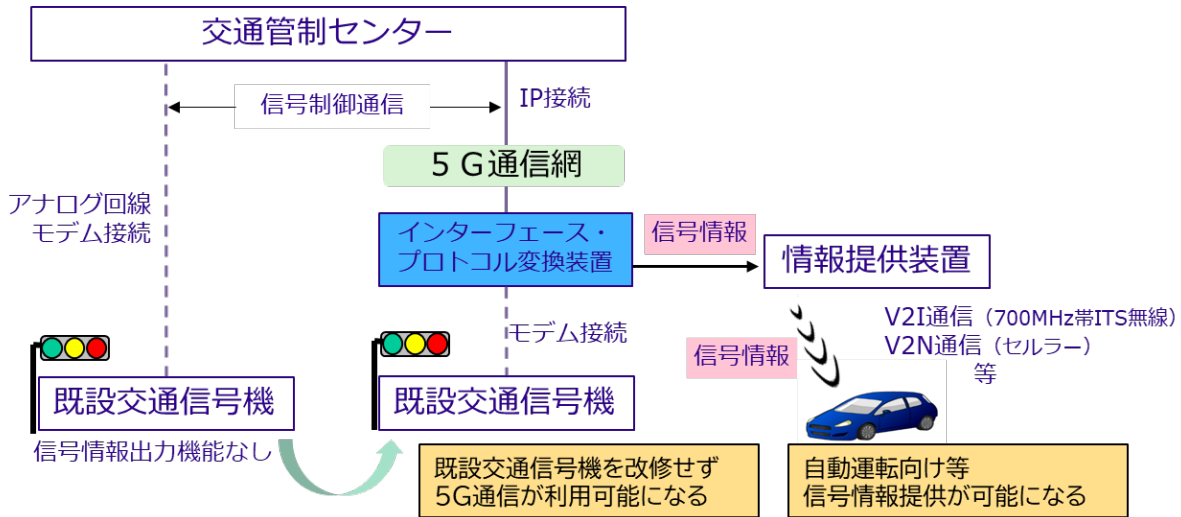 交通管制センター
信号制御通信
IP接続
5G通信網
アナログ回線
モデム接続
インターフェース・
プロトコル変換装置
信号情報
情報提供装置
モデム接続
V2I通信（700MHz帯ITS無線）
V2N通信（セルラー）
等
信号情報
既設交通信号機
既設交通信号機
信号情報出力機能なし
既設交通信号機を改修せず
5G通信が利用可能になる
自動運転向け等
信号情報提供が可能になる